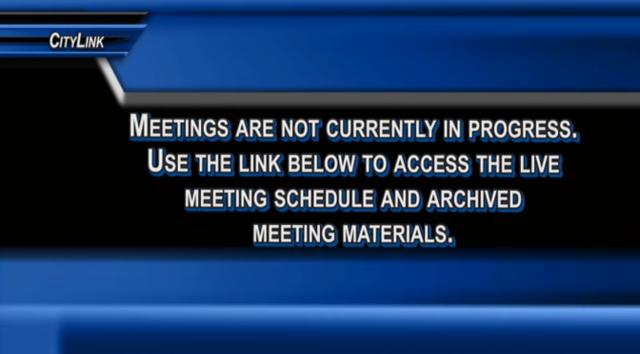 CityLink
Meetings are not currently in progress.
Use the link below to access the live
meeting schedule and archived
meeting materials.